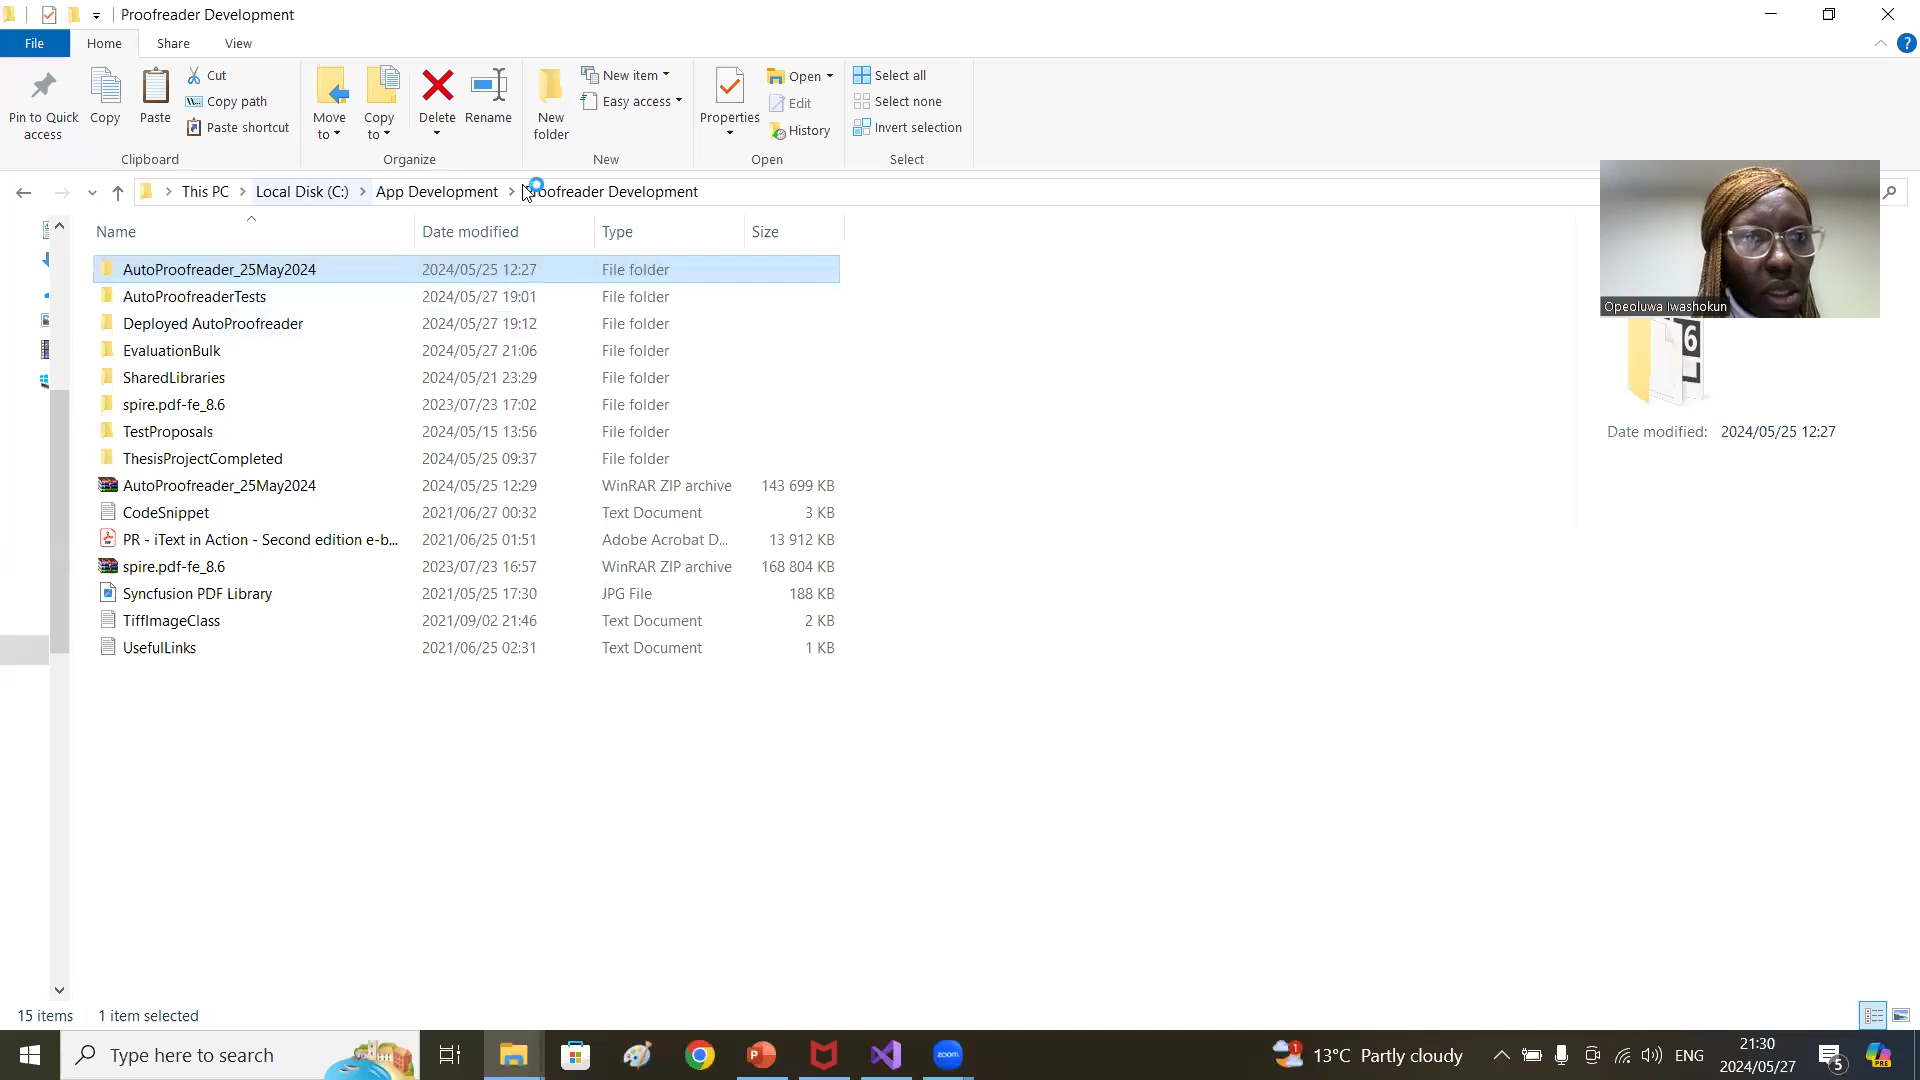 Proofreader Development
File Home Share View
Pin to Quick access
Copy
Paste
Cut
Copy path
Paste shortcut
Clipboard
Move to
Copy to
Delete
Rename
Organize
New folder
New item
Easy access
New
Properties
Open
Edit
History
Open
Select all
Select none
Invert selection
Select
This PC > Local Disk (C:) > App Development > Proofreader Development
Name Date modified Type Size
AutoProofreader_25May2024 2024/05/25 12:27 File folder
AutoProofreaderTests 2024/05/27 19:01 File folder
Deployed AutoProofreader 2024/05/27 19:12 File folder
EvaluationBulk 2024/05/27 21:06 File folder
SharedLibraries 2024/05/21 23:29 File folder
spire.pdf-fe_8.6 2023/07/23 17:02 File folder
TestProposals 2024/05/15 13:56 File folder
ThesisProjectCompleted 2024/05/25 09:37 File folder
AutoProofreader_25May2024 2024/05/25 12:29 WinRAR ZIP archive 143 699 KB
CodeSnippet 2021/06/27 00:32 Text Document 3 KB
PR - iText in Action - Second edition e-b... 2021/06/25 01:51 Adobe Acrobat D... 13 912 KB
spire.pdf-fe_8.6 2023/07/23 16:57 WinRAR ZIP archive 168 804 KB
Syncfusion PDF Library 2021/05/25 17:30 JPG File 188 KB
TiffImageClass 2021/09/02 21:46 Text Document 2 KB
UsefulLinks 2021/06/25 02:31 Text Document 1 KB
Opeoluwa Iwashokun
6
Date modified: 2024/05/25 12:27
15 items 1 item selected
Type here to search
zoom
1
13°C Partly cloudy
ENG
21:30
2024/05/27
5
PRE